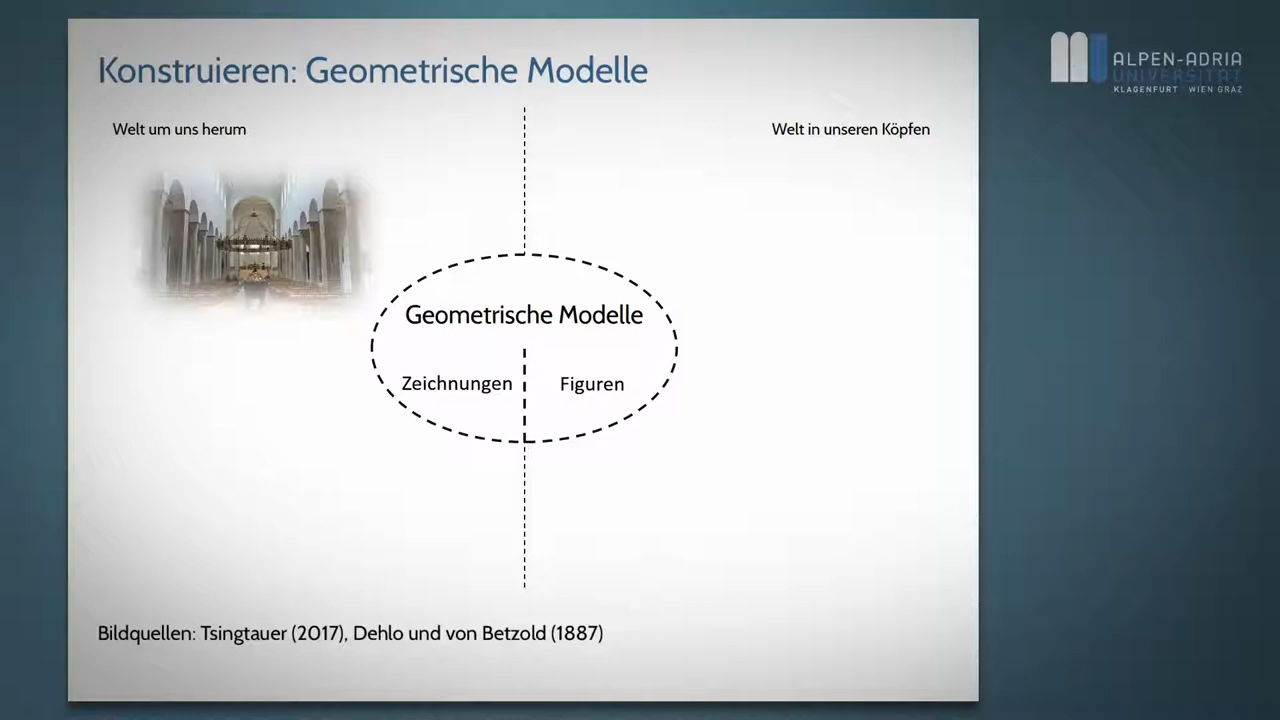 Konstruieren: Geometrische Modelle
Welt um uns herum
Welt in unseren Köpfen
Geometrische Modelle
Zeichnungen
Figuren
Bildquellen: Tsingtauer (2017), Dehlo und von Betzold (1887)
ALPEN-ADRIA
UNIVERSITÄT
KLAGENFURT WIEN GRAZ